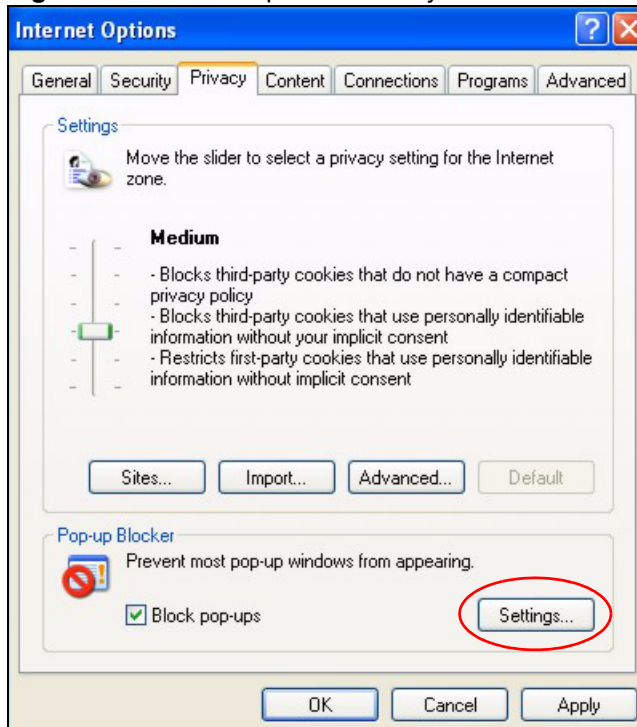 Internet Options
General Security Privacy Content Connections Programs Advanced
Settings
Move the slider to select a privacy setting for the Internet
zone.
Medium
- Blocks third-party cookies that do not have a compact
privacy policy
- Blocks third-party cookies that use personally identifiable
information without your implicit consent
- Restricts first-party cookies that use personally identifiable
information without implicit consent
Sites... Import... Advanced... Default
Pop-up Blocker
Prevent most pop-up windows from appearing.
Block pop-ups Settings...
OK Cancel Apply